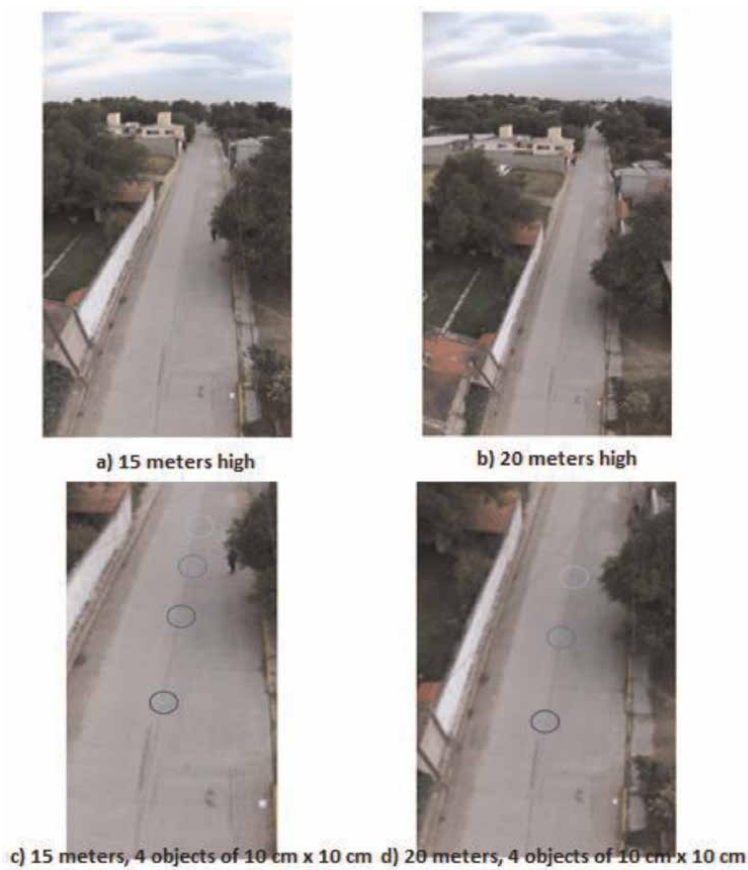 a) 15 meters high
b) 20 meters high
c) 15 meters, 4 objects of 10 cm x 10 cm
d) 20 meters, 4 objects of 10 cm x 10 cm